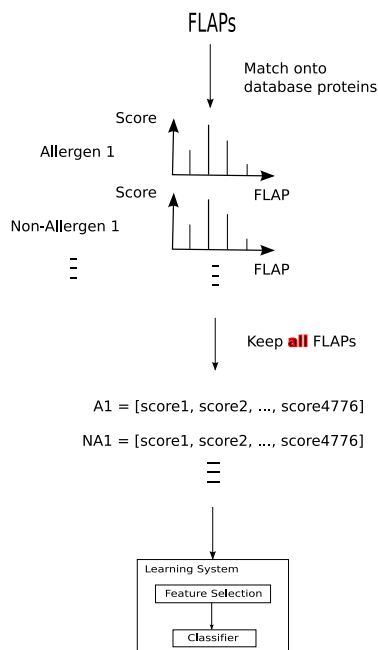 FLAPs
Match onto
database proteins
Score
Allergen 1
FLAP
Score
Non-Allergen 1
FLAP
Keep all FLAPs
A1 = [score1, score2, ..., score4776]
NA1 = [score1, score2, ..., score4776]
Learning System
Feature Selection
Classifier